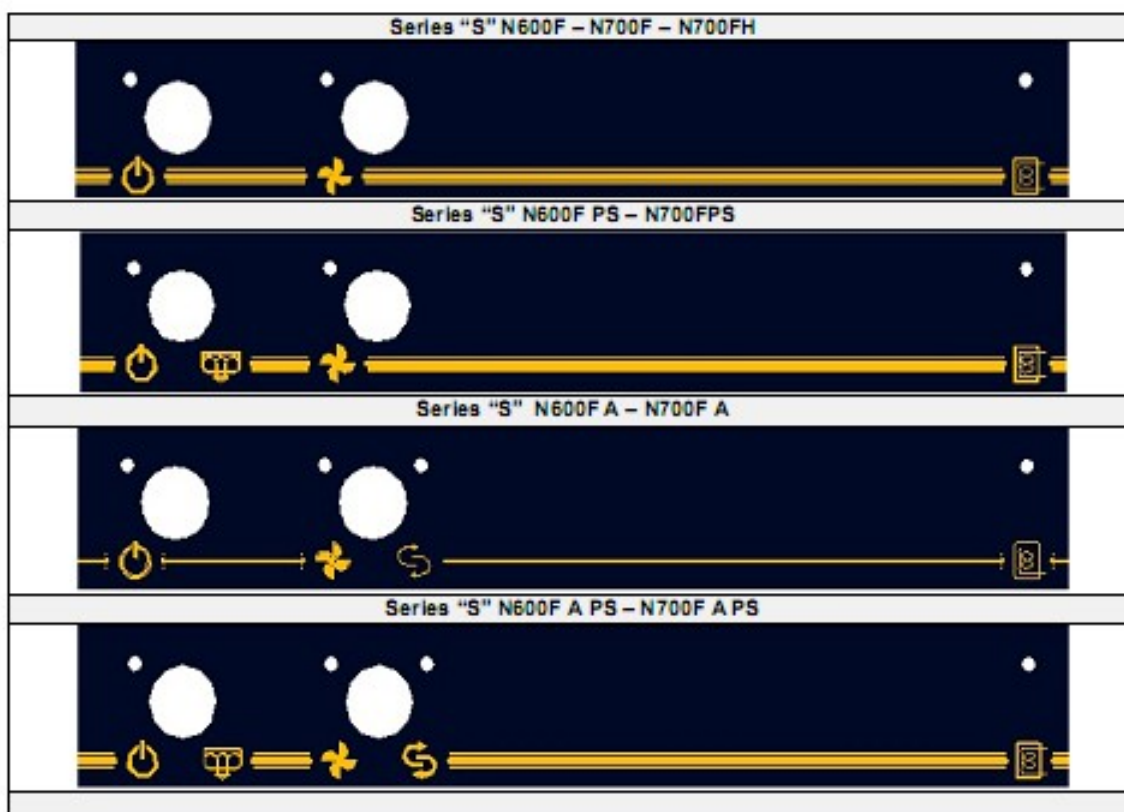 Series “S” N600F – N700F – N700FH
Series “S” N600F PS – N700FPS
Series “S” N600F A – N700F A
Series “S” N600F A PS – N700F A PS